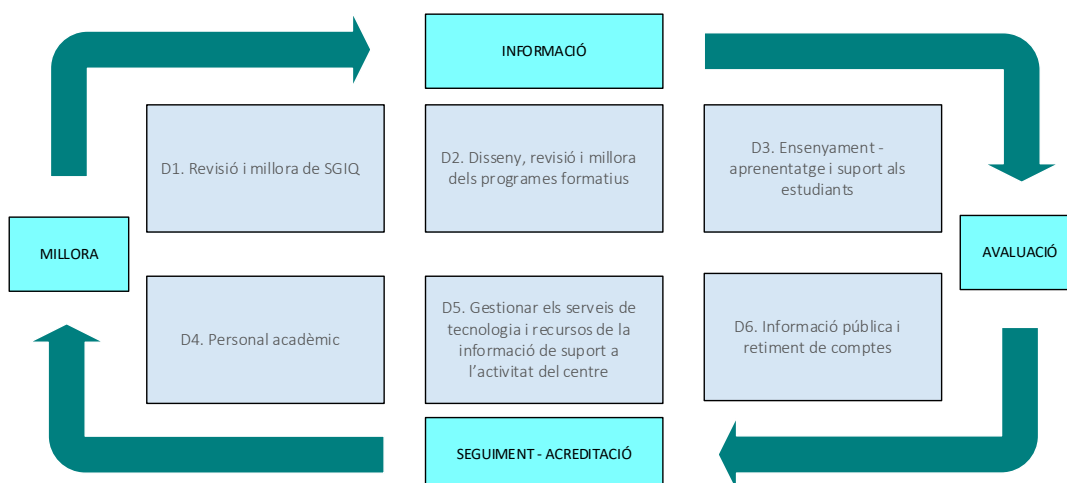 INFORMACIÓ
D1. Revisió i millora de SGIQ
D2. Disseny, revisió i millora
dels programes formatius
D3. Ensenyament -
aprenentatge i suport als
estudiants
MILLORA
AVALUACIÓ
D4. Personal acadèmic
D5. Gestionar els serveis de
tecnologia i recursos de la
informació de suport a
l’activitat del centre
D6. Informació pública i
retiment de comptes
SEGUIMENT - ACREDITACIÓ